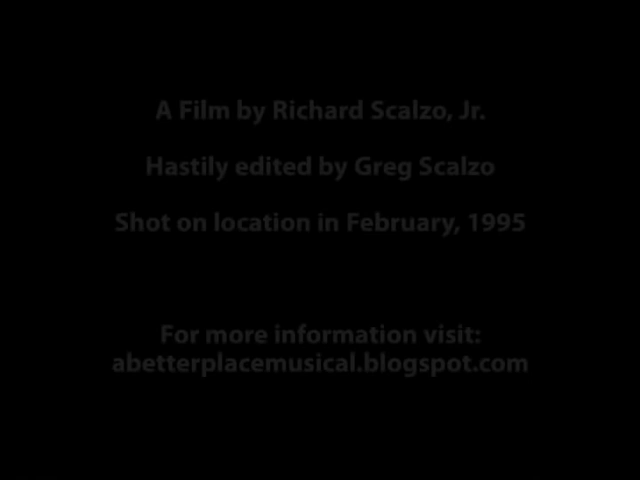 A Film by Richard Scalzo, Jr.
Hastily edited by Greg Scalzo
Shot on location in February, 1995
For more information visit:
abetterplacemusical.blogspot.com